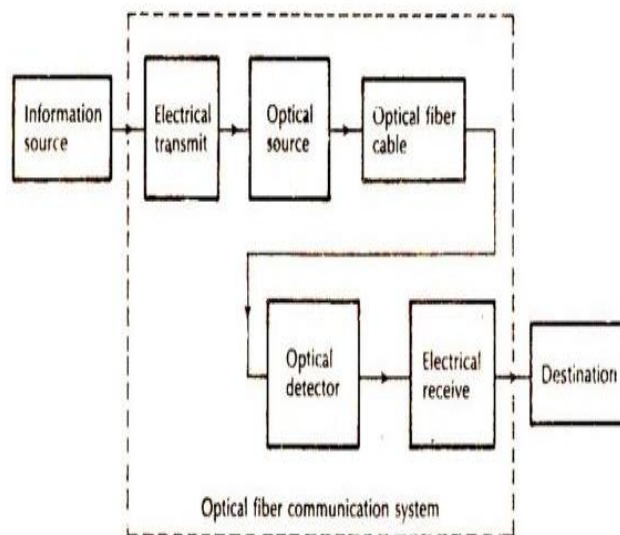 Information
source
Electrical
transmit
Optical
source
Optical fiber
cable
Optical
detector
Electrical
receive
Destination
Optical fiber communication system